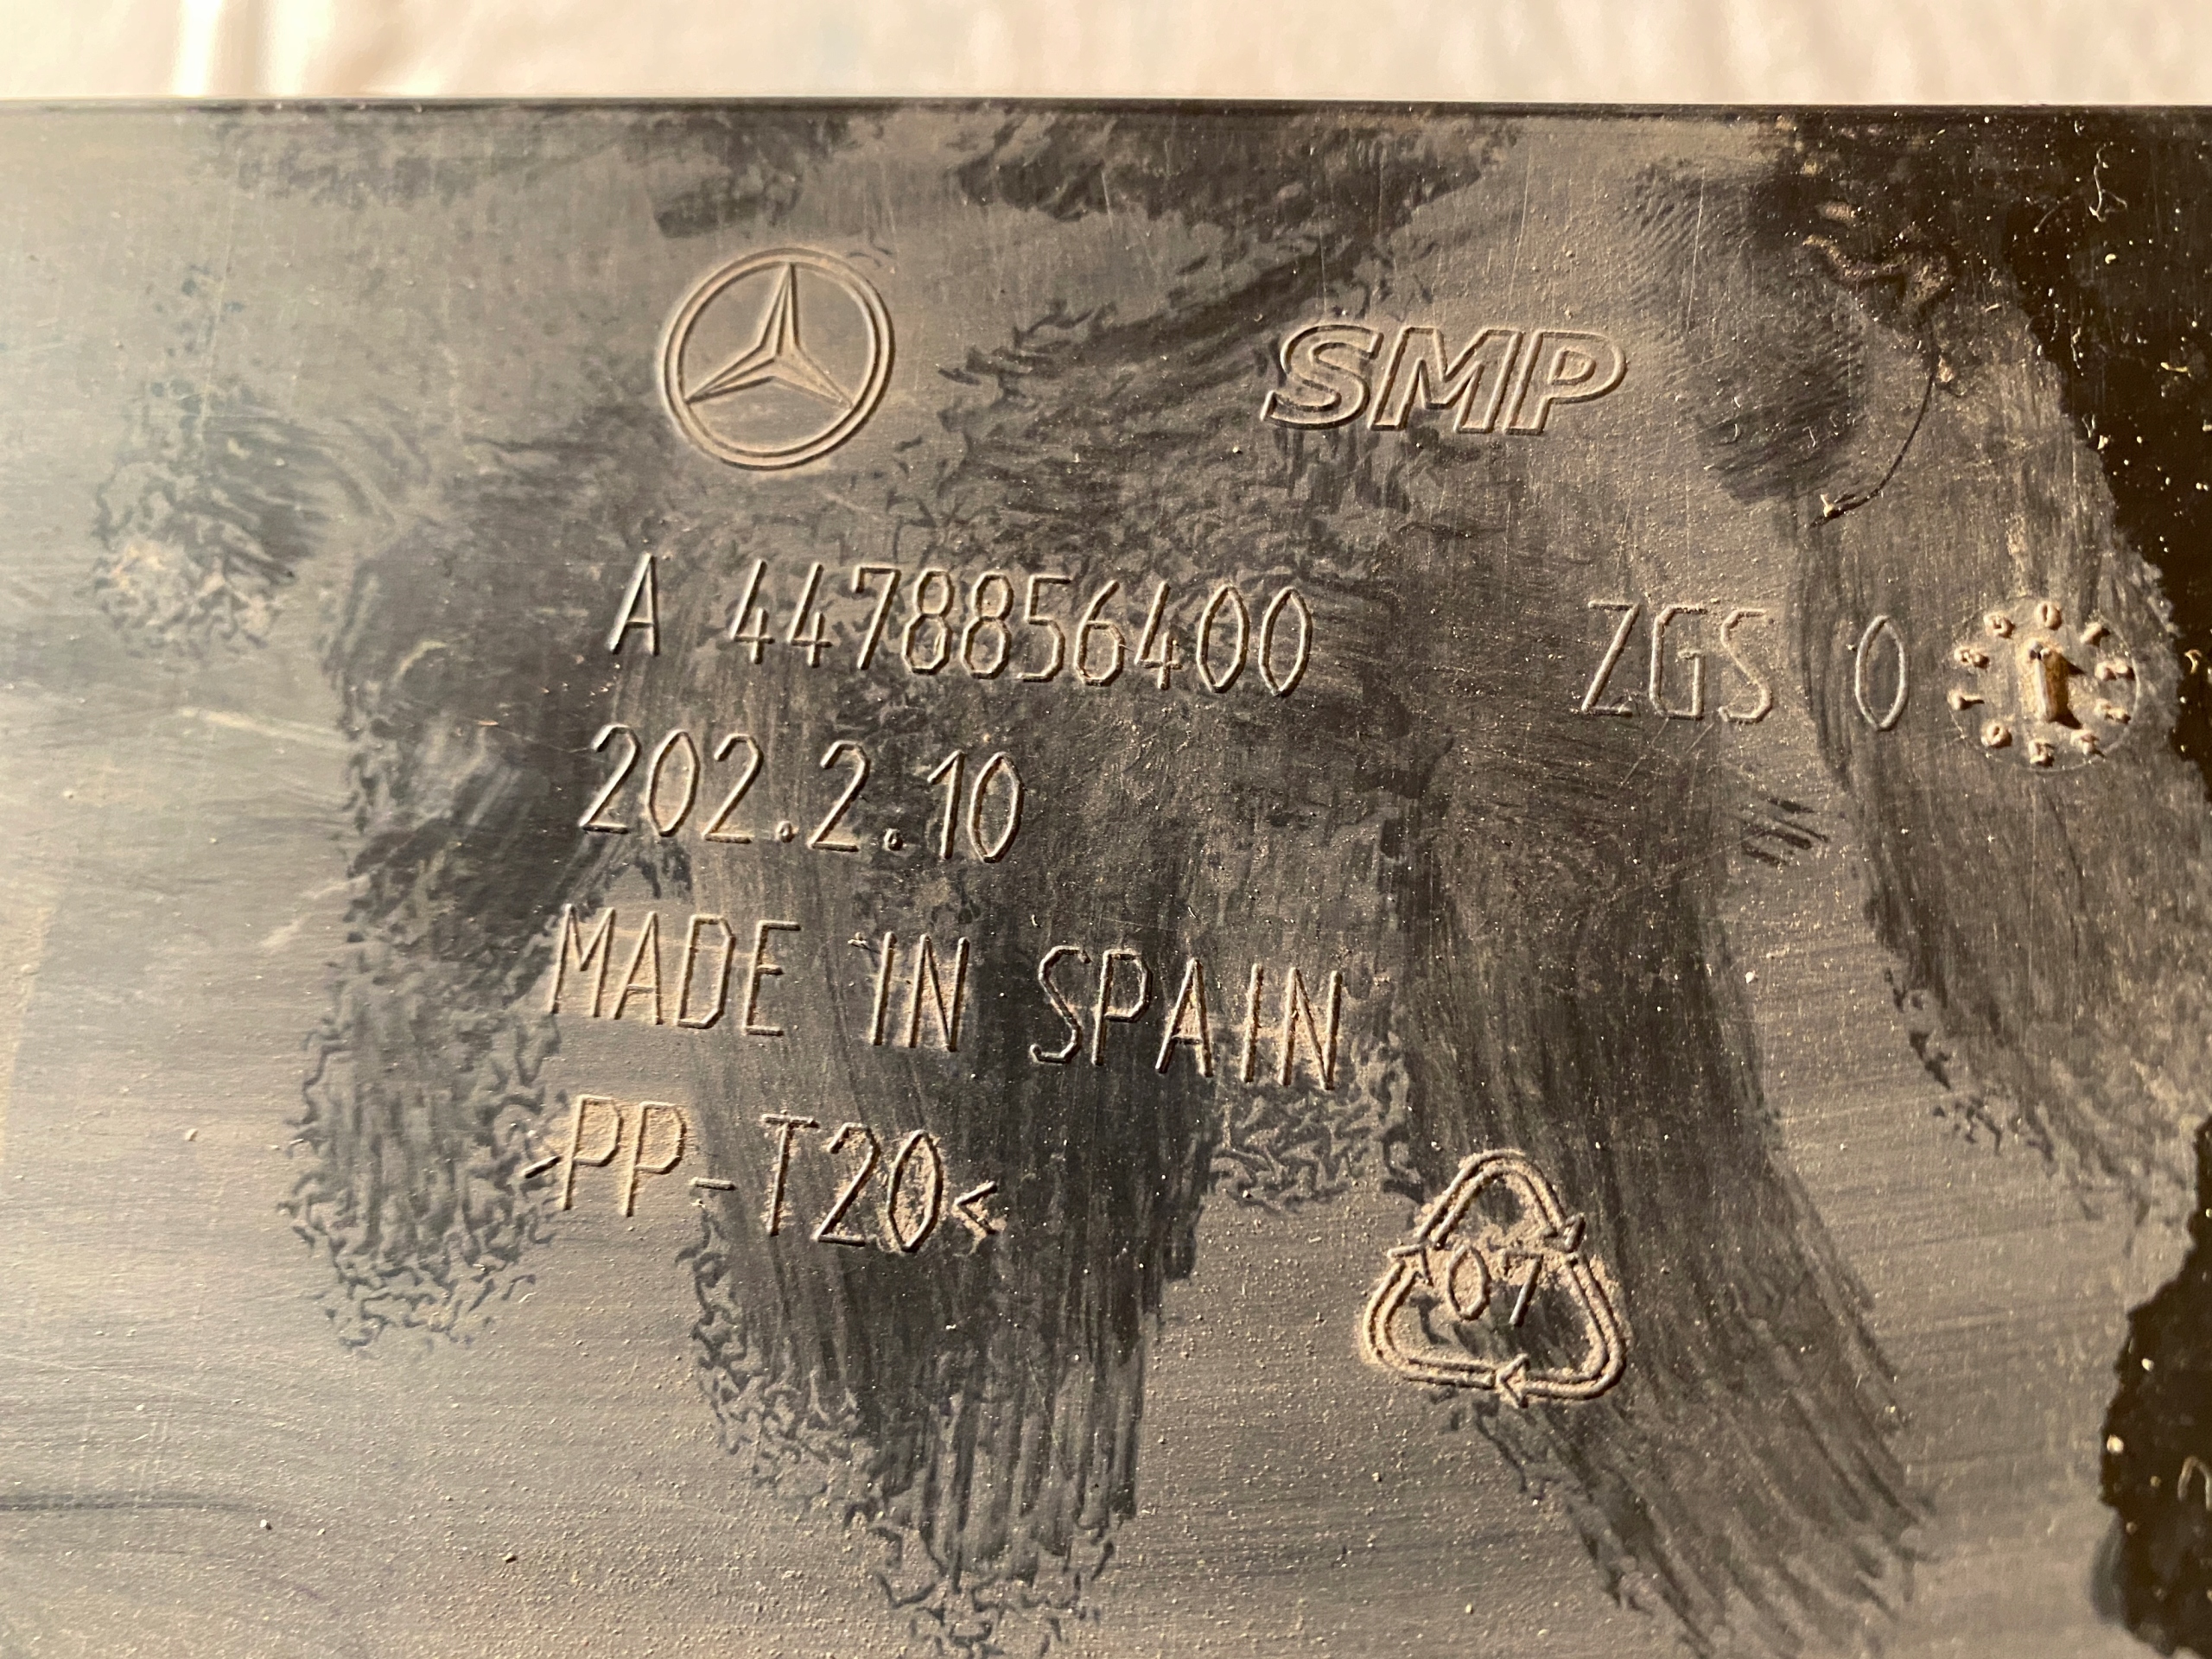 SMP
A 4478856400 ZGS 0
202.2.10
MADE IN SPAIN
>PP-T20<
07